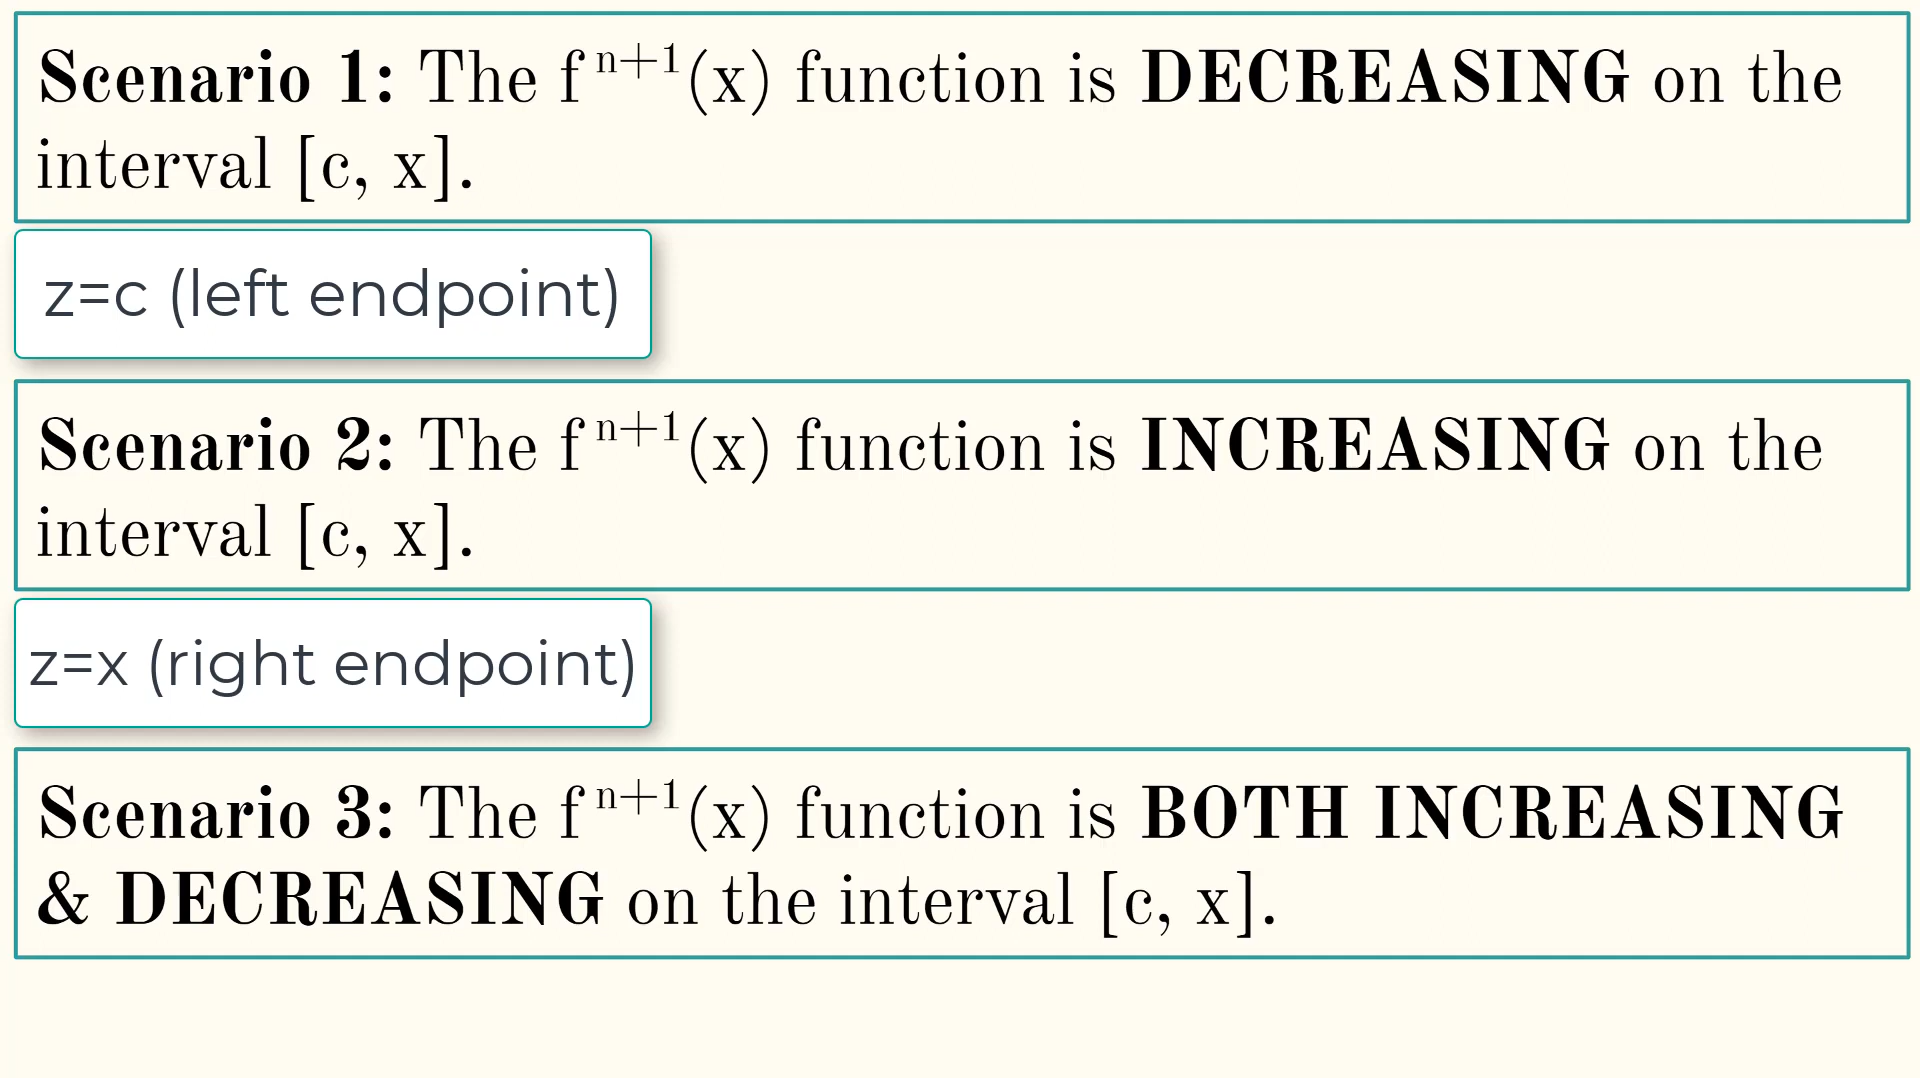 Scenario 1: The f ⁿ⁺¹(x) function is DECREASING on the
interval [c, x].
z=c (left endpoint)
Scenario 2: The f ⁿ⁺¹(x) function is INCREASING on the
interval [c, x].
z=x (right endpoint)
Scenario 3: The f ⁿ⁺¹(x) function is BOTH INCREASING
& DECREASING on the interval [c, x].